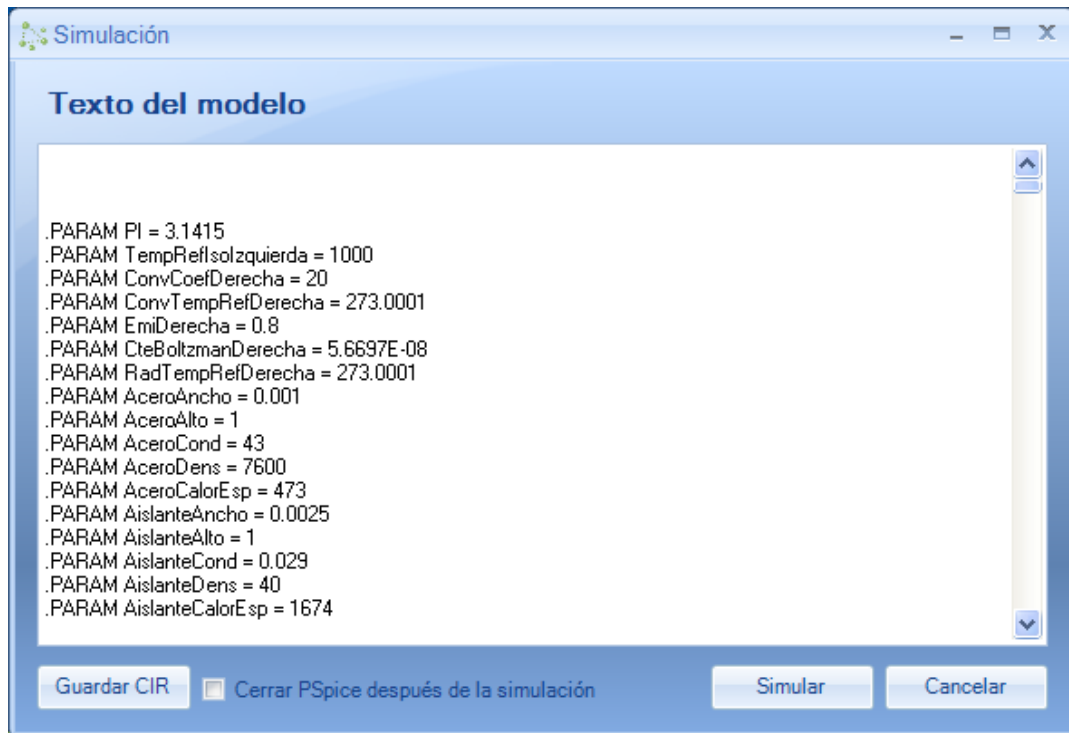 Simulación
Texto del modelo
.PARAM PI = 3.1415
.PARAM TempRefIsoIzquierda = 1000
.PARAM ConvCoefDerecha = 20
.PARAM ConvTempRefDerecha = 273.0001
.PARAM EmiDerecha = 0.8
.PARAM CteBoltzmanDerecha = 5.6697E-08
.PARAM RadTempRefDerecha = 273.0001
.PARAM AceroAncho = 0.001
.PARAM AceroAlto = 1
.PARAM AceroCond = 43
.PARAM AceroDens = 7600
.PARAM AceroCalorEsp = 473
.PARAM AislanteAncho = 0.0025
.PARAM AislanteAlto = 1
.PARAM AislanteCond = 0.029
.PARAM AislanteDens = 40
.PARAM AislanteCalorEsp = 1674
Guardar CIR Cerrar PSpice después de la simulación Simular Cancelar